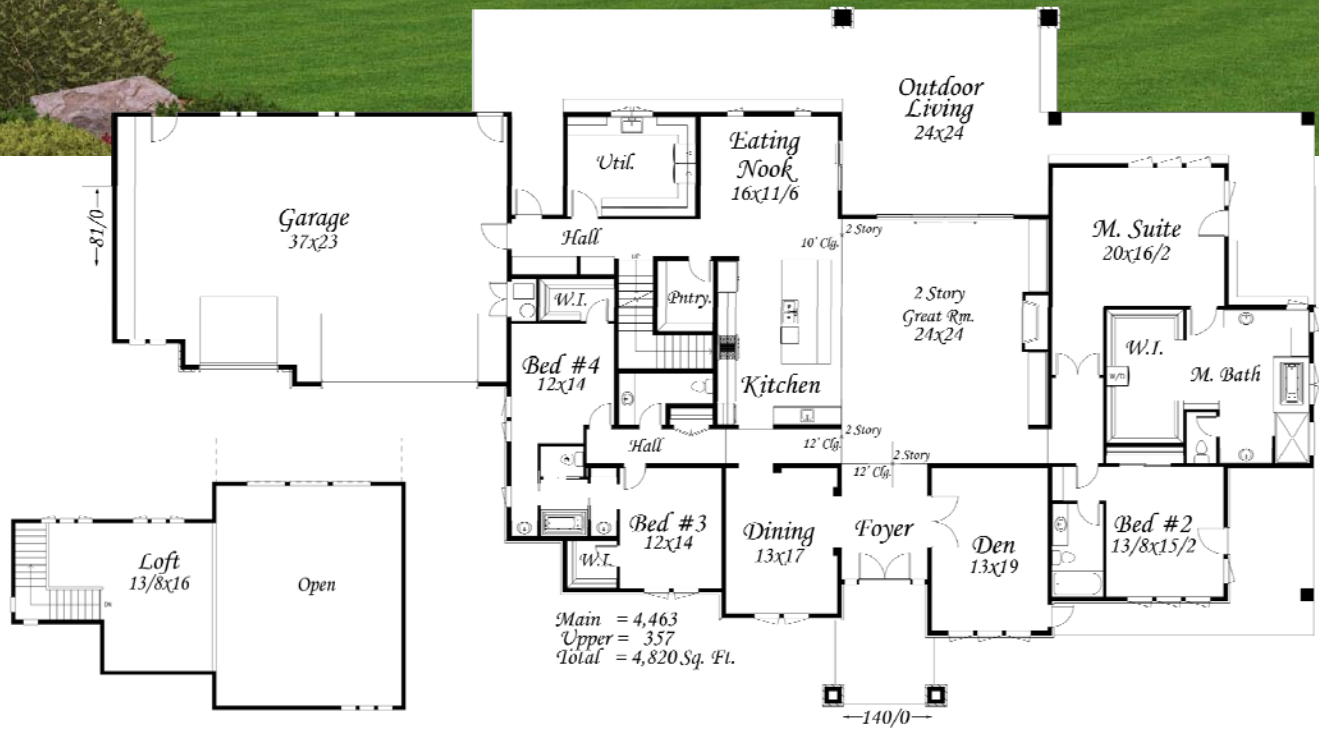 Outdoor
Living
24x24
Eating
Nook
16x11/6
Util.
Garage
37x23
81/0
Hall
2 Story
10' Clg.
M. Suite
20x16/2
UP
W.I.
Pntry.
2 Story
Great Rm.
24x24
Bed #4
12x14
Kitchen
W.I.
W/D
M. Bath
Hall
2 Story
12' Clg.
2 Story
12' Clg.
Bed #3
12x14
W.I.
Dining
13x17
Foyer
Den
13x19
Bed #2
13/8x15/2
Loft
13/8x16
DN
Open
Main = 4,463
Upper = 357
Total = 4,820 Sq. Ft.
140/0